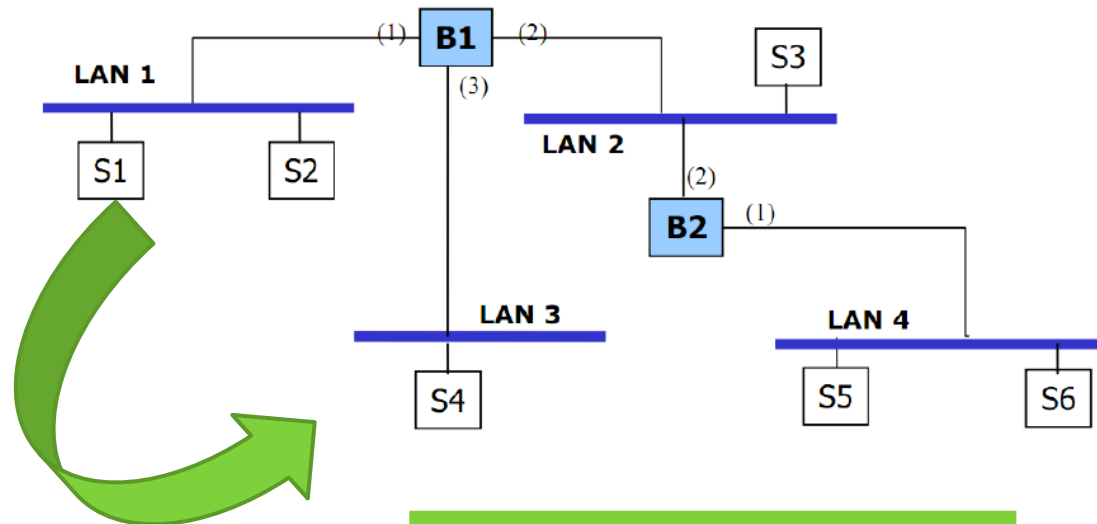 (1) B1 (2)
S3
LAN 1
(3)
LAN 2
S1 S2
(2)
B2 (1)
LAN 3
LAN 4
S4
S5 S6